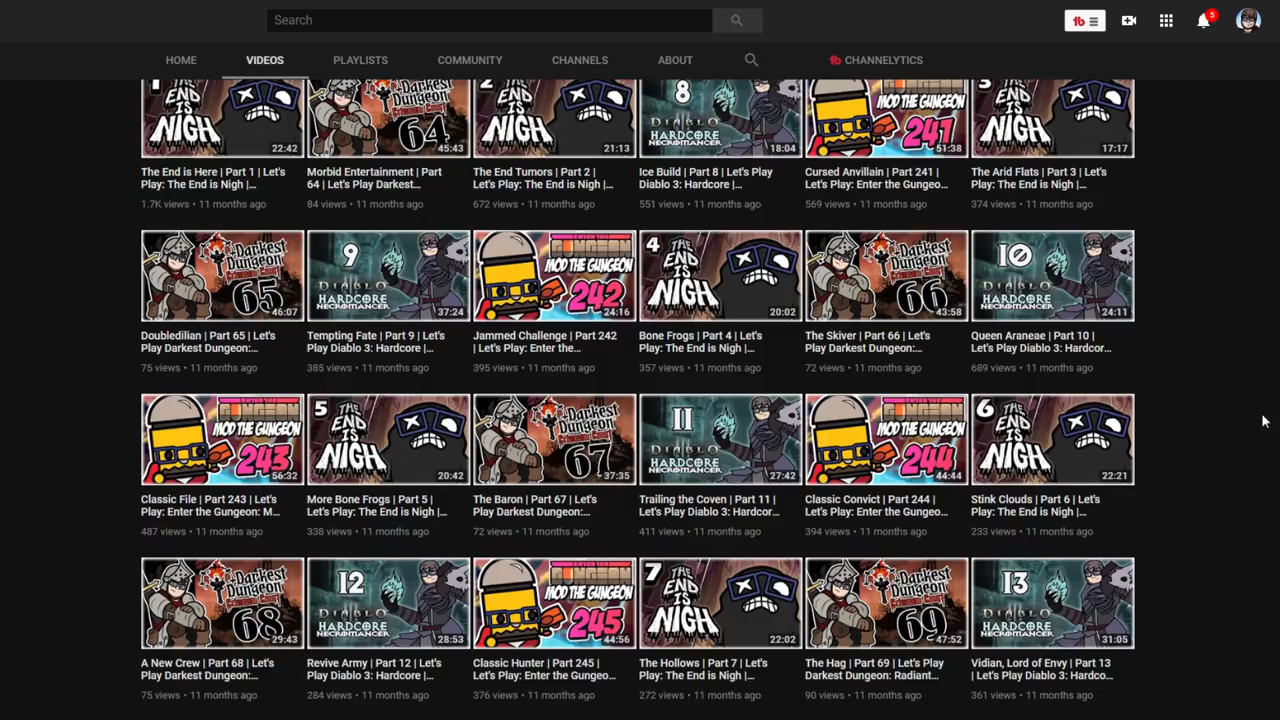 Search
5
HOME
VIDEOS
PLAYLISTS
COMMUNITY
CHANNELS
ABOUT
tb CHANNELYTICS
1
THE END IS NIGH
22:42
The End is Here | Part 1 | Let's
Play: The End is Nigh |...
1.7K views • 11 months ago
Darkest Dungeon
64
45:43
Morbid Entertainment | Part
64 | Let's Play Darkest...
84 views • 11 months ago
2
THE END IS NIGH
21:13
The End Tumors | Part 2 |
Let's Play: The End is Nigh |...
672 views • 11 months ago
8
DIABLO
HARDCORE
NECROMANCER
18:04
Ice Build | Part 8 | Let's Play
Diablo 3: Hardcore |...
551 views • 11 months ago
MOD THE GUNGEON
241
51:38
Cursed Anvillain | Part 241 |
Let's Play: Enter the Gungeo...
569 views • 11 months ago
3
THE END IS NIGH
17:17
The Arid Flats | Part 3 | Let's
Play: The End is Nigh |...
374 views • 11 months ago
Darkest Dungeon
Crimson Court
65
46:07
Doubledilian | Part 65 | Let's
Play Darkest Dungeon:...
75 views • 11 months ago
9
DIABLO
HARDCORE
NECROMANCER
37:24
Tempting Fate | Part 9 | Let's
Play Diablo 3: Hardcore |...
385 views • 11 months ago
GUNGEON
MOD THE GUNGEON
242
24:16
Jammed Challenge | Part 242
| Let's Play: Enter the...
395 views • 11 months ago
4
THE END IS NIGH
20:02
Bone Frogs | Part 4 | Let's
Play: The End is Nigh |...
357 views • 11 months ago
Darkest Dungeon
Crimson Court
66
43:58
The Skiver | Part 66 | Let's
Play Darkest Dungeon:...
72 views • 11 months ago
10
DIABLO
HARDCORE
NECROMANCER
24:11
Queen Araneae | Part 10 |
Let's Play Diablo 3: Hardcor...
689 views • 11 months ago
GUNGEON
MOD THE GUNGEON
243
56:32
Classic File | Part 243 | Let's
Play: Enter the Gungeon: M...
487 views • 11 months ago
5
THE END IS NIGH
20:42
More Bone Frogs | Part 5 |
Let's Play: The End is Nigh |...
338 views • 11 months ago
Darkest Dungeon
Crimson Court
67
37:35
The Baron | Part 67 | Let's
Play Darkest Dungeon:...
72 views • 11 months ago
11
DIABLO
HARDCORE
NECROMANCER
27:42
Trailing the Coven | Part 11 |
Let's Play Diablo 3: Hardcor...
411 views • 11 months ago
GUNGEON
MOD THE GUNGEON
244
44:44
Classic Convict | Part 244 |
Let's Play: Enter the Gungeo...
394 views • 11 months ago
6
THE END IS NIGH
22:21
Stink Clouds | Part 6 | Let's
Play: The End is Nigh |...
233 views • 11 months ago
Darkest Dungeon
Crimson Court
68
29:43
A New Crew | Part 68 | Let's
Play Darkest Dungeon:...
75 views • 11 months ago
12
DIABLO
HARDCORE
NECROMANCER
28:53
Revive Army | Part 12 | Let's
Play Diablo 3: Hardcore |...
284 views • 11 months ago
GUNGEON
MOD THE GUNGEON
245
44:56
Classic Hunter | Part 245 |
Let's Play: Enter the Gungeo...
376 views • 11 months ago
7
THE END IS NIGH
22:02
The Hollows | Part 7 | Let's
Play: The End is Nigh |...
272 views • 11 months ago
Darkest Dungeon
Crimson Court
69
47:52
The Hag | Part 69 | Let's Play
Darkest Dungeon: Radiant...
90 views • 11 months ago
13
DIABLO
HARDCORE
NECROMANCER
31:05
Vidian, Lord of Envy | Part 13
| Let's Play Diablo 3: Hardco...
361 views • 11 months ago